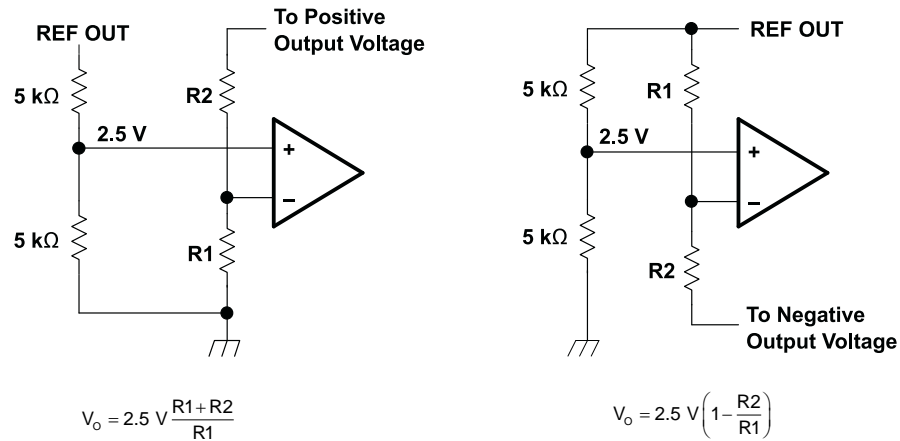 REF OUT
To Positive
Output Voltage
5 kΩ
R2
2.5 V
+
−
5 kΩ
R1
V_O = 2.5 V (R1+R2)/R1
REF OUT
5 kΩ
R1
2.5 V
+
−
5 kΩ
R2
To Negative
Output Voltage
V_O = 2.5 V (1 − R2/R1)